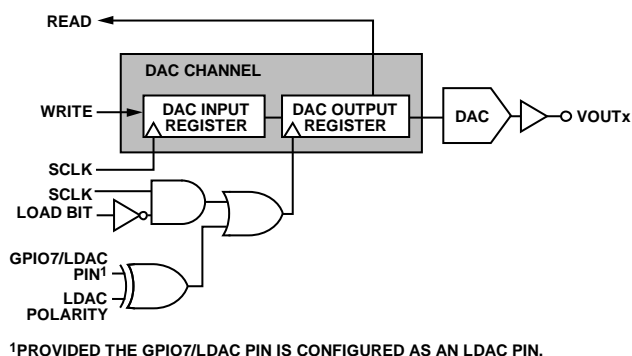 READ
DAC CHANNEL
WRITE
DAC INPUT
REGISTER
DAC OUTPUT
REGISTER
DAC
VOUTx
SCLK
SCLK
LOAD BIT
GPIO7/LDAC
PIN1
LDAC
POLARITY
1PROVIDED THE GPIO7/LDAC PIN IS CONFIGURED AS AN LDAC PIN.